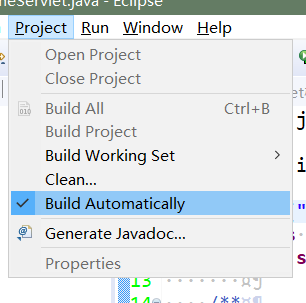 meServlet.java - Eclipse
Project Run Window Help
Open Project
Close Project
Build All Ctrl+B
Build Project
Build Working Set
Clean...
Build Automatically
Generate Javadoc...
Properties
13
14 /**